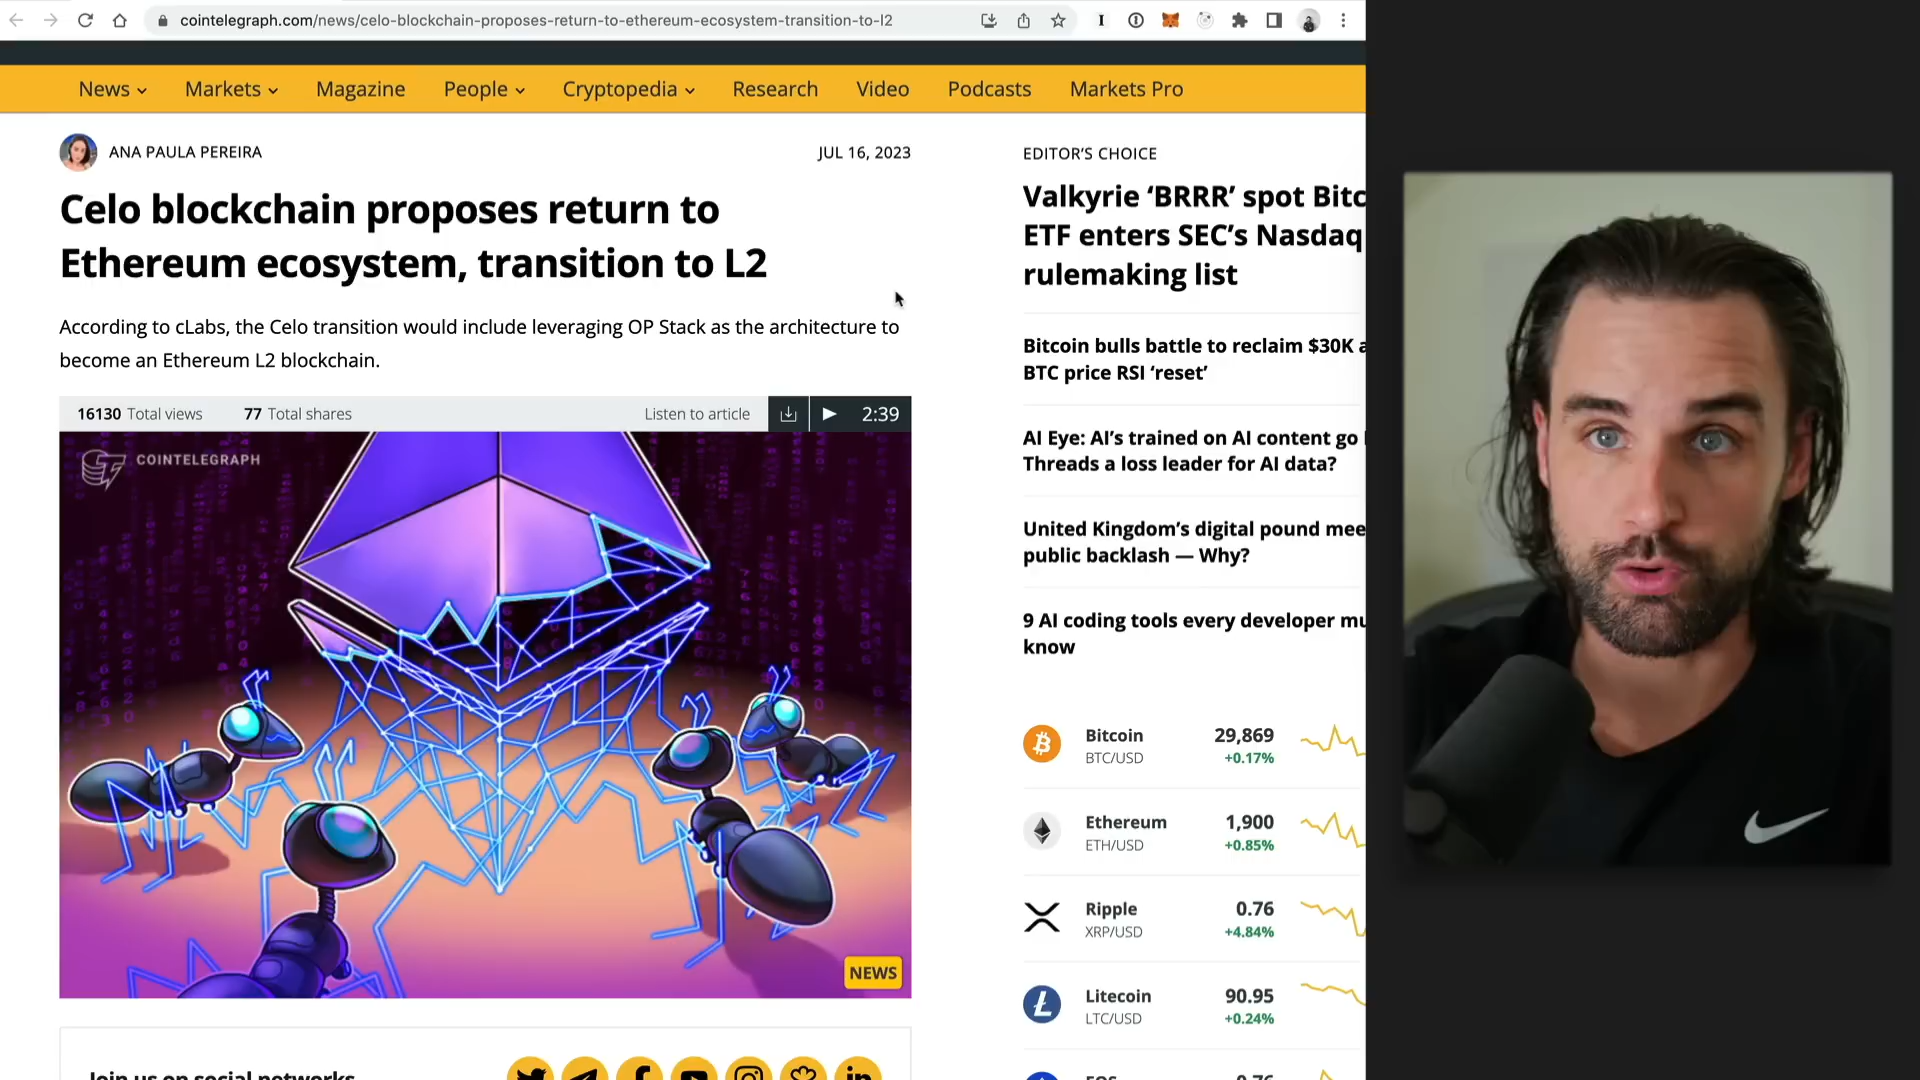 cointelegraph.com/news/celo-blockchain-proposes-return-to-ethereum-ecosystem-transition-to-l2
News
Markets
Magazine
People
Cryptopedia
Research
Video
Podcasts
Markets Pro
ANA PAULA PEREIRA
JUL 16, 2023
Celo blockchain proposes return to
Ethereum ecosystem, transition to L2
According to cLabs, the Celo transition would include leveraging OP Stack as the architecture to
become an Ethereum L2 blockchain.
16130 Total views
77 Total shares
Listen to article
2:39
COINTELEGRAPH
NEWS
Join us on social networks
EDITOR'S CHOICE
Valkyrie ‘BRRR’ spot Bitc
ETF enters SEC’s Nasdaq
rulemaking list
Bitcoin bulls battle to reclaim $30K a
BTC price RSI ‘reset’
AI Eye: AI’s trained on AI content go
Threads a loss leader for AI data?
United Kingdom’s digital pound mee
public backlash — Why?
9 AI coding tools every developer mu
know
Bitcoin
29,869
BTC/USD
+0.17%
Ethereum
1,900
ETH/USD
+0.85%
Ripple
0.76
XRP/USD
+4.84%
Litecoin
90.95
LTC/USD
+0.24%
EOS
0.76